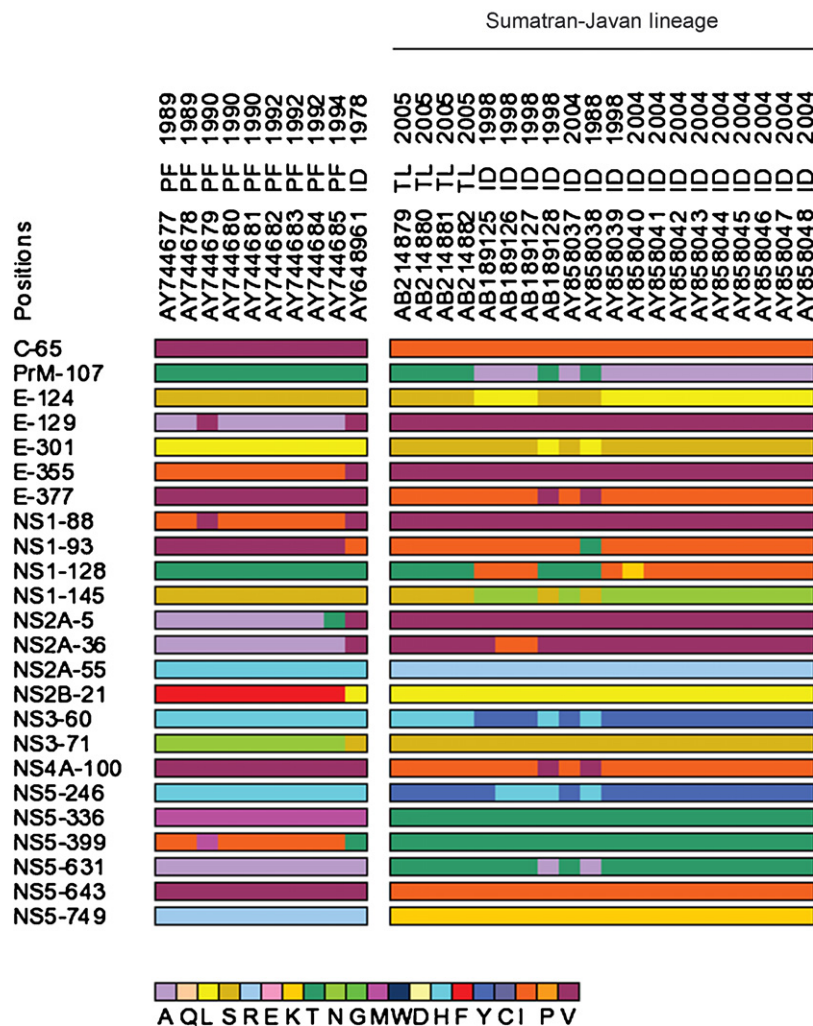 Sumatran-Javan lineage
Positions
AY744677 PF 1989
AY744678 PF 1989
AY744679 PF 1990
AY744680 PF 1990
AY744681 PF 1990
AY744682 PF 1992
AY744683 PF 1992
AY744684 PF 1992
AY744685 PF 1994
AY648961 ID 1978
AB214879 TL 2005
AB214880 TL 2005
AB214881 TL 2005
AB214882 TL 2005
AB189125 ID 1998
AB189126 ID 1998
AB189127 ID 1998
AB189128 ID 1998
AY858037 ID 2004
AY858038 ID 1988
AY858039 ID 1998
AY858040 ID 2004
AY858041 ID 2004
AY858042 ID 2004
AY858043 ID 2004
AY858044 ID 2004
AY858045 ID 2004
AY858046 ID 2004
AY858047 ID 2004
AY858048 ID 2004
C-65
PrM-107
E-124
E-129
E-301
E-355
E-377
NS1-88
NS1-93
NS1-128
NS1-145
NS2A-5
NS2A-36
NS2A-55
NS2B-21
NS3-60
NS3-71
NS4A-100
NS5-246
NS5-336
NS5-399
NS5-631
NS5-643
NS5-749
A Q L S R E K T N G M W D H F Y C I P V